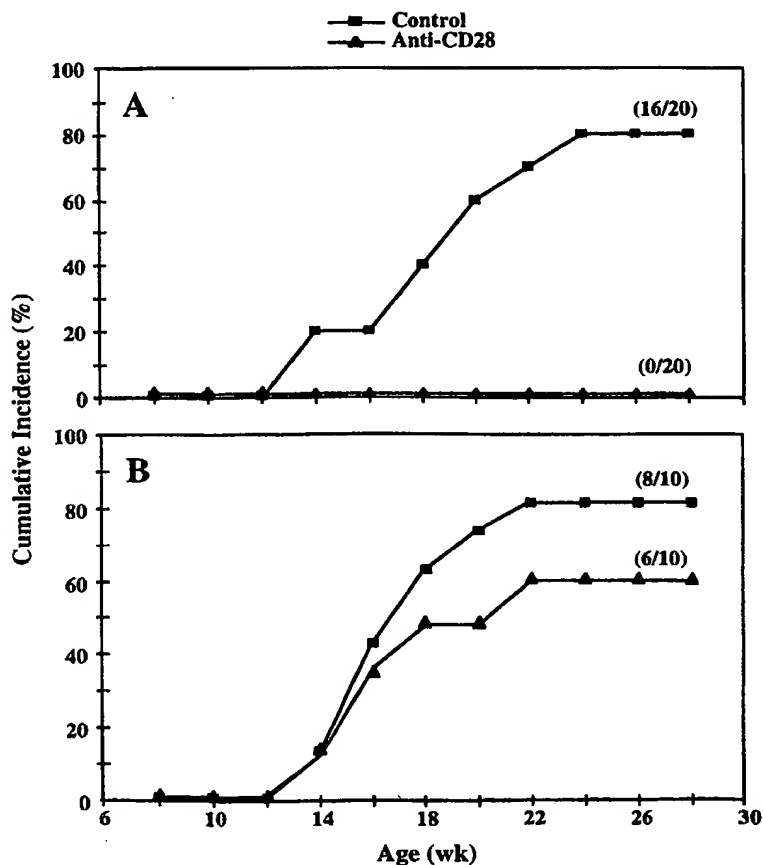 Control
Anti-CD28
A
100
80
60
40
20
0
(16/20)
(0/20)
Cumulative Incidence (%)
B
100
80
60
40
20
0
(8/10)
(6/10)
6 10 14 18 22 26 30
Age (wk)